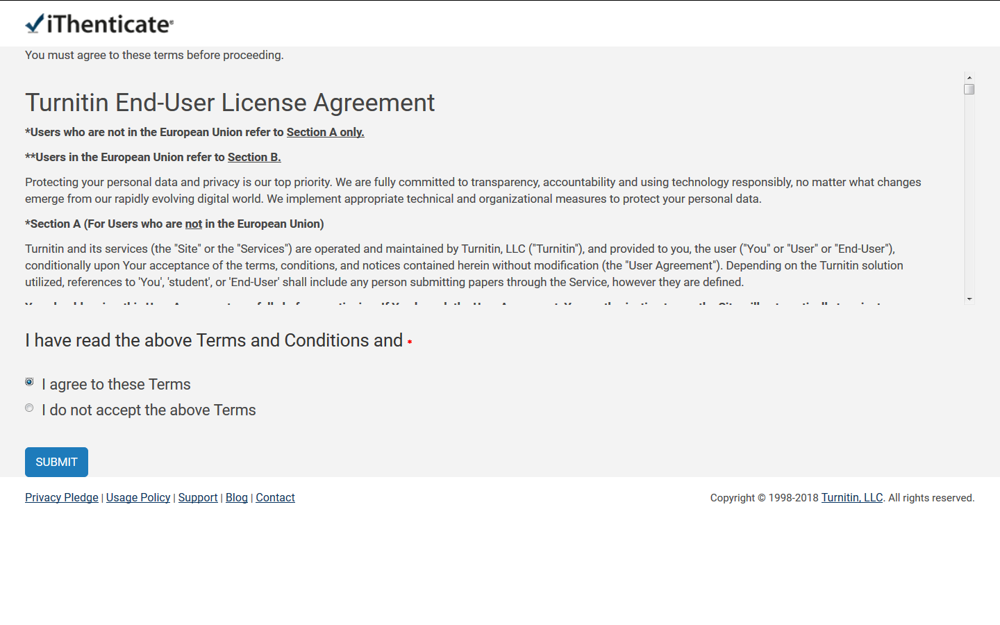 iThenticate®
You must agree to these terms before proceeding.
Turnitin End-User License Agreement
*Users who are not in the European Union refer to Section A only.
**Users in the European Union refer to Section B.
Protecting your personal data and privacy is our top priority. We are fully committed to transparency, accountability and using technology responsibly, no matter what changes
emerge from our rapidly evolving digital world. We implement appropriate technical and organizational measures to protect your personal data.
*Section A (For Users who are not in the European Union)
Turnitin and its services (the "Site" or the "Services") are operated and maintained by Turnitin, LLC ("Turnitin"), and provided to you, the user ("You" or "User" or "End-User"),
conditionally upon Your acceptance of the terms, conditions, and notices contained herein without modification (the "User Agreement"). Depending on the Turnitin solution
utilized, references to 'You', 'student', or 'End-User' shall include any person submitting papers through the Service, however they are defined.
I have read the above Terms and Conditions and *
I agree to these Terms
I do not accept the above Terms
SUBMIT
Privacy Pledge | Usage Policy | Support | Blog | Contact
Copyright © 1998-2018 Turnitin, LLC. All rights reserved.